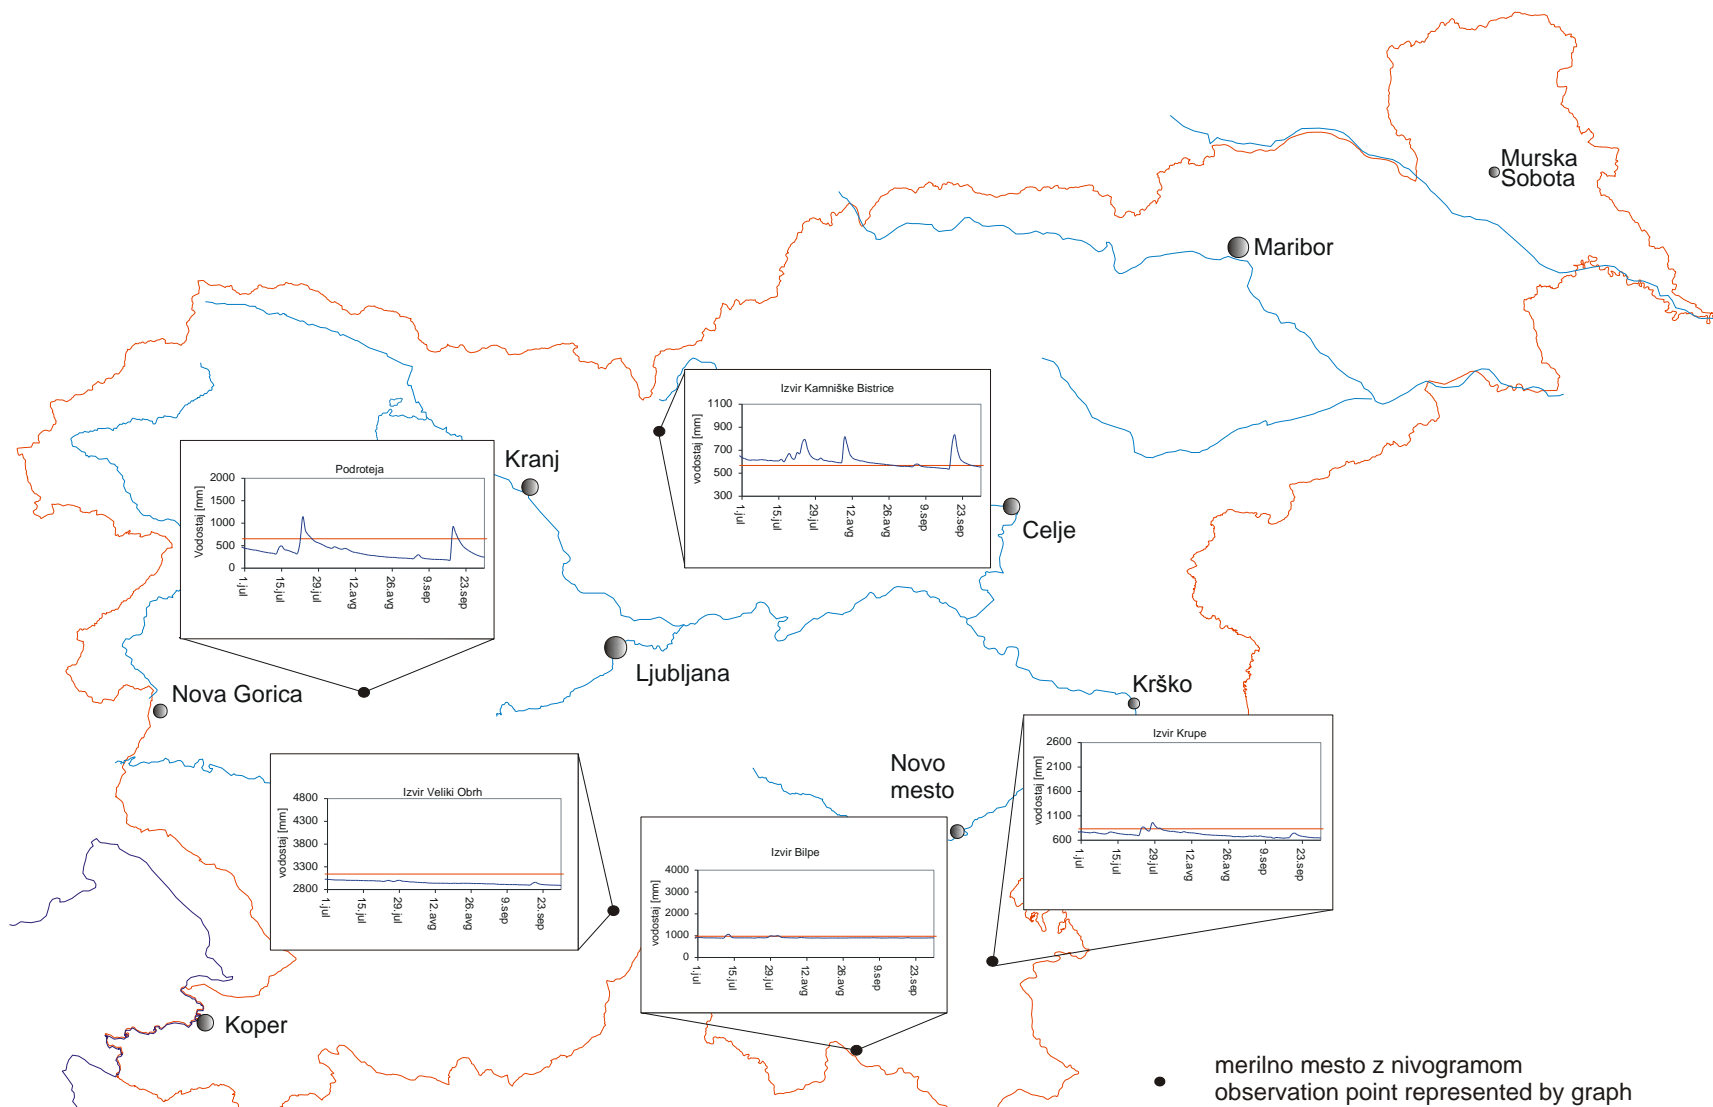 Murska
Sobota
Maribor
Kranj
Celje
Ljubljana
Nova Gorica
Krško
Novo
mesto
Koper
Izvir Kamniške Bistrice
vodostaj [mm]
1100
900
700
500
300
1.jul
15.jul
29.jul
12.avg
26.avg
9.sep
23.sep
Podroteja
Vodostaj [mm]
2000
1500
1000
500
0
1.jul
15.jul
29.jul
12.avg
26.avg
9.sep
23.sep
Izvir Veliki Obrh
vodostaj [mm]
4800
4300
3800
3300
2800
1.jul
15.jul
29.jul
12.avg
26.avg
9.sep
23.sep
Izvir Bilpe
vodostaj [mm]
4000
3000
2000
1000
0
1.jul
15.jul
29.jul
12.avg
26.avg
9.sep
23.sep
Izvir Krupe
vodostaj [mm]
2600
2100
1600
1100
600
1.jul
15.jul
29.jul
12.avg
26.avg
9.sep
23.sep
merilno mesto z nivogramom
observation point represented by graph